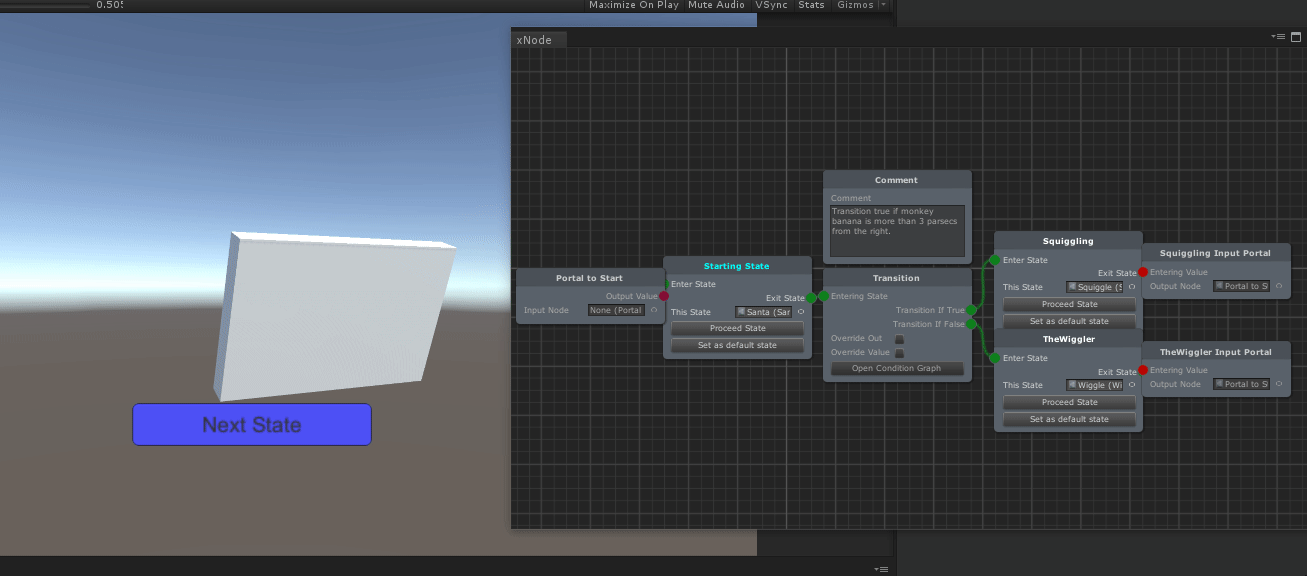 0.505
Maximize On Play
Mute Audio
VSync
Stats
Gizmos
xNode
Comment
Comment
Transition true if monkey
banana is more than 3 parsecs
from the right.
Portal to Start
Output Value
Input Node
None (Portal
Starting State
Enter State
Exit State
This State
Santa (Sar
Proceed State
Set as default state
Transition
Entering State
Transition If True
Transition If False
Override Out
Override Value
Open Condition Graph
Squiggling
Enter State
Exit State
This State
Squiggle (S
Proceed State
Set as default state
Squiggling Input Portal
Entering Value
Output Node
Portal to S
TheWiggler
Enter State
Exit State
This State
Wiggle (Wi
Proceed State
Set as default state
TheWiggler Input Portal
Entering Value
Output Node
Portal to S
Next State